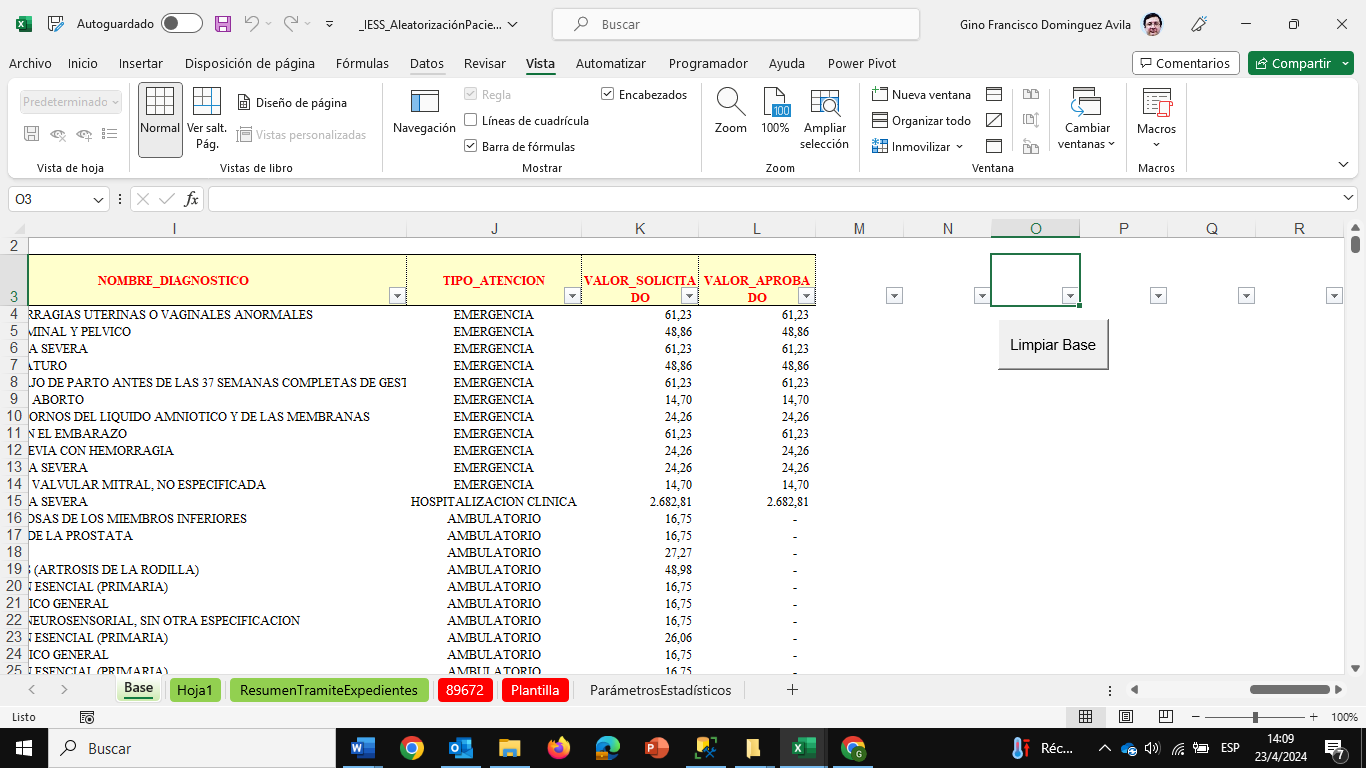 Autoguardado
_IESS_AleatorizaciónPacie...
Buscar
Gino Francisco Dominguez Avila
Archivo Inicio Insertar Disposición de página Fórmulas Datos Revisar Vista Automatizar Programador Ayuda Power Pivot
Comentarios
Compartir
Predeterminado
Normal
Ver salt. Pág.
Diseño de página
Vistas personalizadas
Navegación
Regla
Encabezados
Líneas de cuadrícula
Barra de fórmulas
Zoom
100
100%
Ampliar selección
Nueva ventana
Organizar todo
Inmovilizar
Cambiar ventanas
Macros
Vista de hoja
Vistas de libro
Mostrar
Zoom
Ventana
Macros
O3
fx
I J K L M N O P Q R
2
3 NOMBRE_DIAGNOSTICO TIPO_ATENCION VALOR_SOLICITADO VALOR_APROBADO
4 RRAGIAS UTERINAS O VAGINALES ANORMALES EMERGENCIA 61,23 61,23
5 MINAL Y PELVICO EMERGENCIA 48,86 48,86
6 A SEVERA EMERGENCIA 61,23 61,23
7 ATURO EMERGENCIA 48,86 48,86
8 JO DE PARTO ANTES DE LAS 37 SEMANAS COMPLETAS DE GEST EMERGENCIA 61,23 61,23
9 ABORTO EMERGENCIA 14,70 14,70
10 ORNOS DEL LIQUIDO AMNIOTICO Y DE LAS MEMBRANAS EMERGENCIA 24,26 24,26
11 N EL EMBARAZO EMERGENCIA 61,23 61,23
12 EVIA CON HEMORRAGIA EMERGENCIA 24,26 24,26
13 A SEVERA EMERGENCIA 24,26 24,26
14 VALVULAR MITRAL, NO ESPECIFICADA EMERGENCIA 14,70 14,70
15 A SEVERA HOSPITALIZACION CLINICA 2.682,81 2.682,81
16 OSAS DE LOS MIEMBROS INFERIORES AMBULATORIO 16,75 -
17 DE LA PROSTATA AMBULATORIO 16,75 -
18 AMBULATORIO 27,27 -
19 S (ARTROSIS DE LA RODILLA) AMBULATORIO 48,98 -
20 N ESENCIAL (PRIMARIA) AMBULATORIO 16,75 -
21 ICO GENERAL AMBULATORIO 16,75 -
22 NEUROSENSORIAL, SIN OTRA ESPECIFICACION AMBULATORIO 16,75 -
23 N ESENCIAL (PRIMARIA) AMBULATORIO 26,06 -
24 ICO GENERAL AMBULATORIO 16,75 -
25 N ESENCIAL (PRIMARIA) AMBULATORIO 16,75 -
Limpiar Base
Base Hoja1 ResumenTramiteExpedientes 89672 Plantilla ParámetrosEstadísticos
Listo
100%
Buscar
Réc...
ESP
14:09
23/4/2024
7